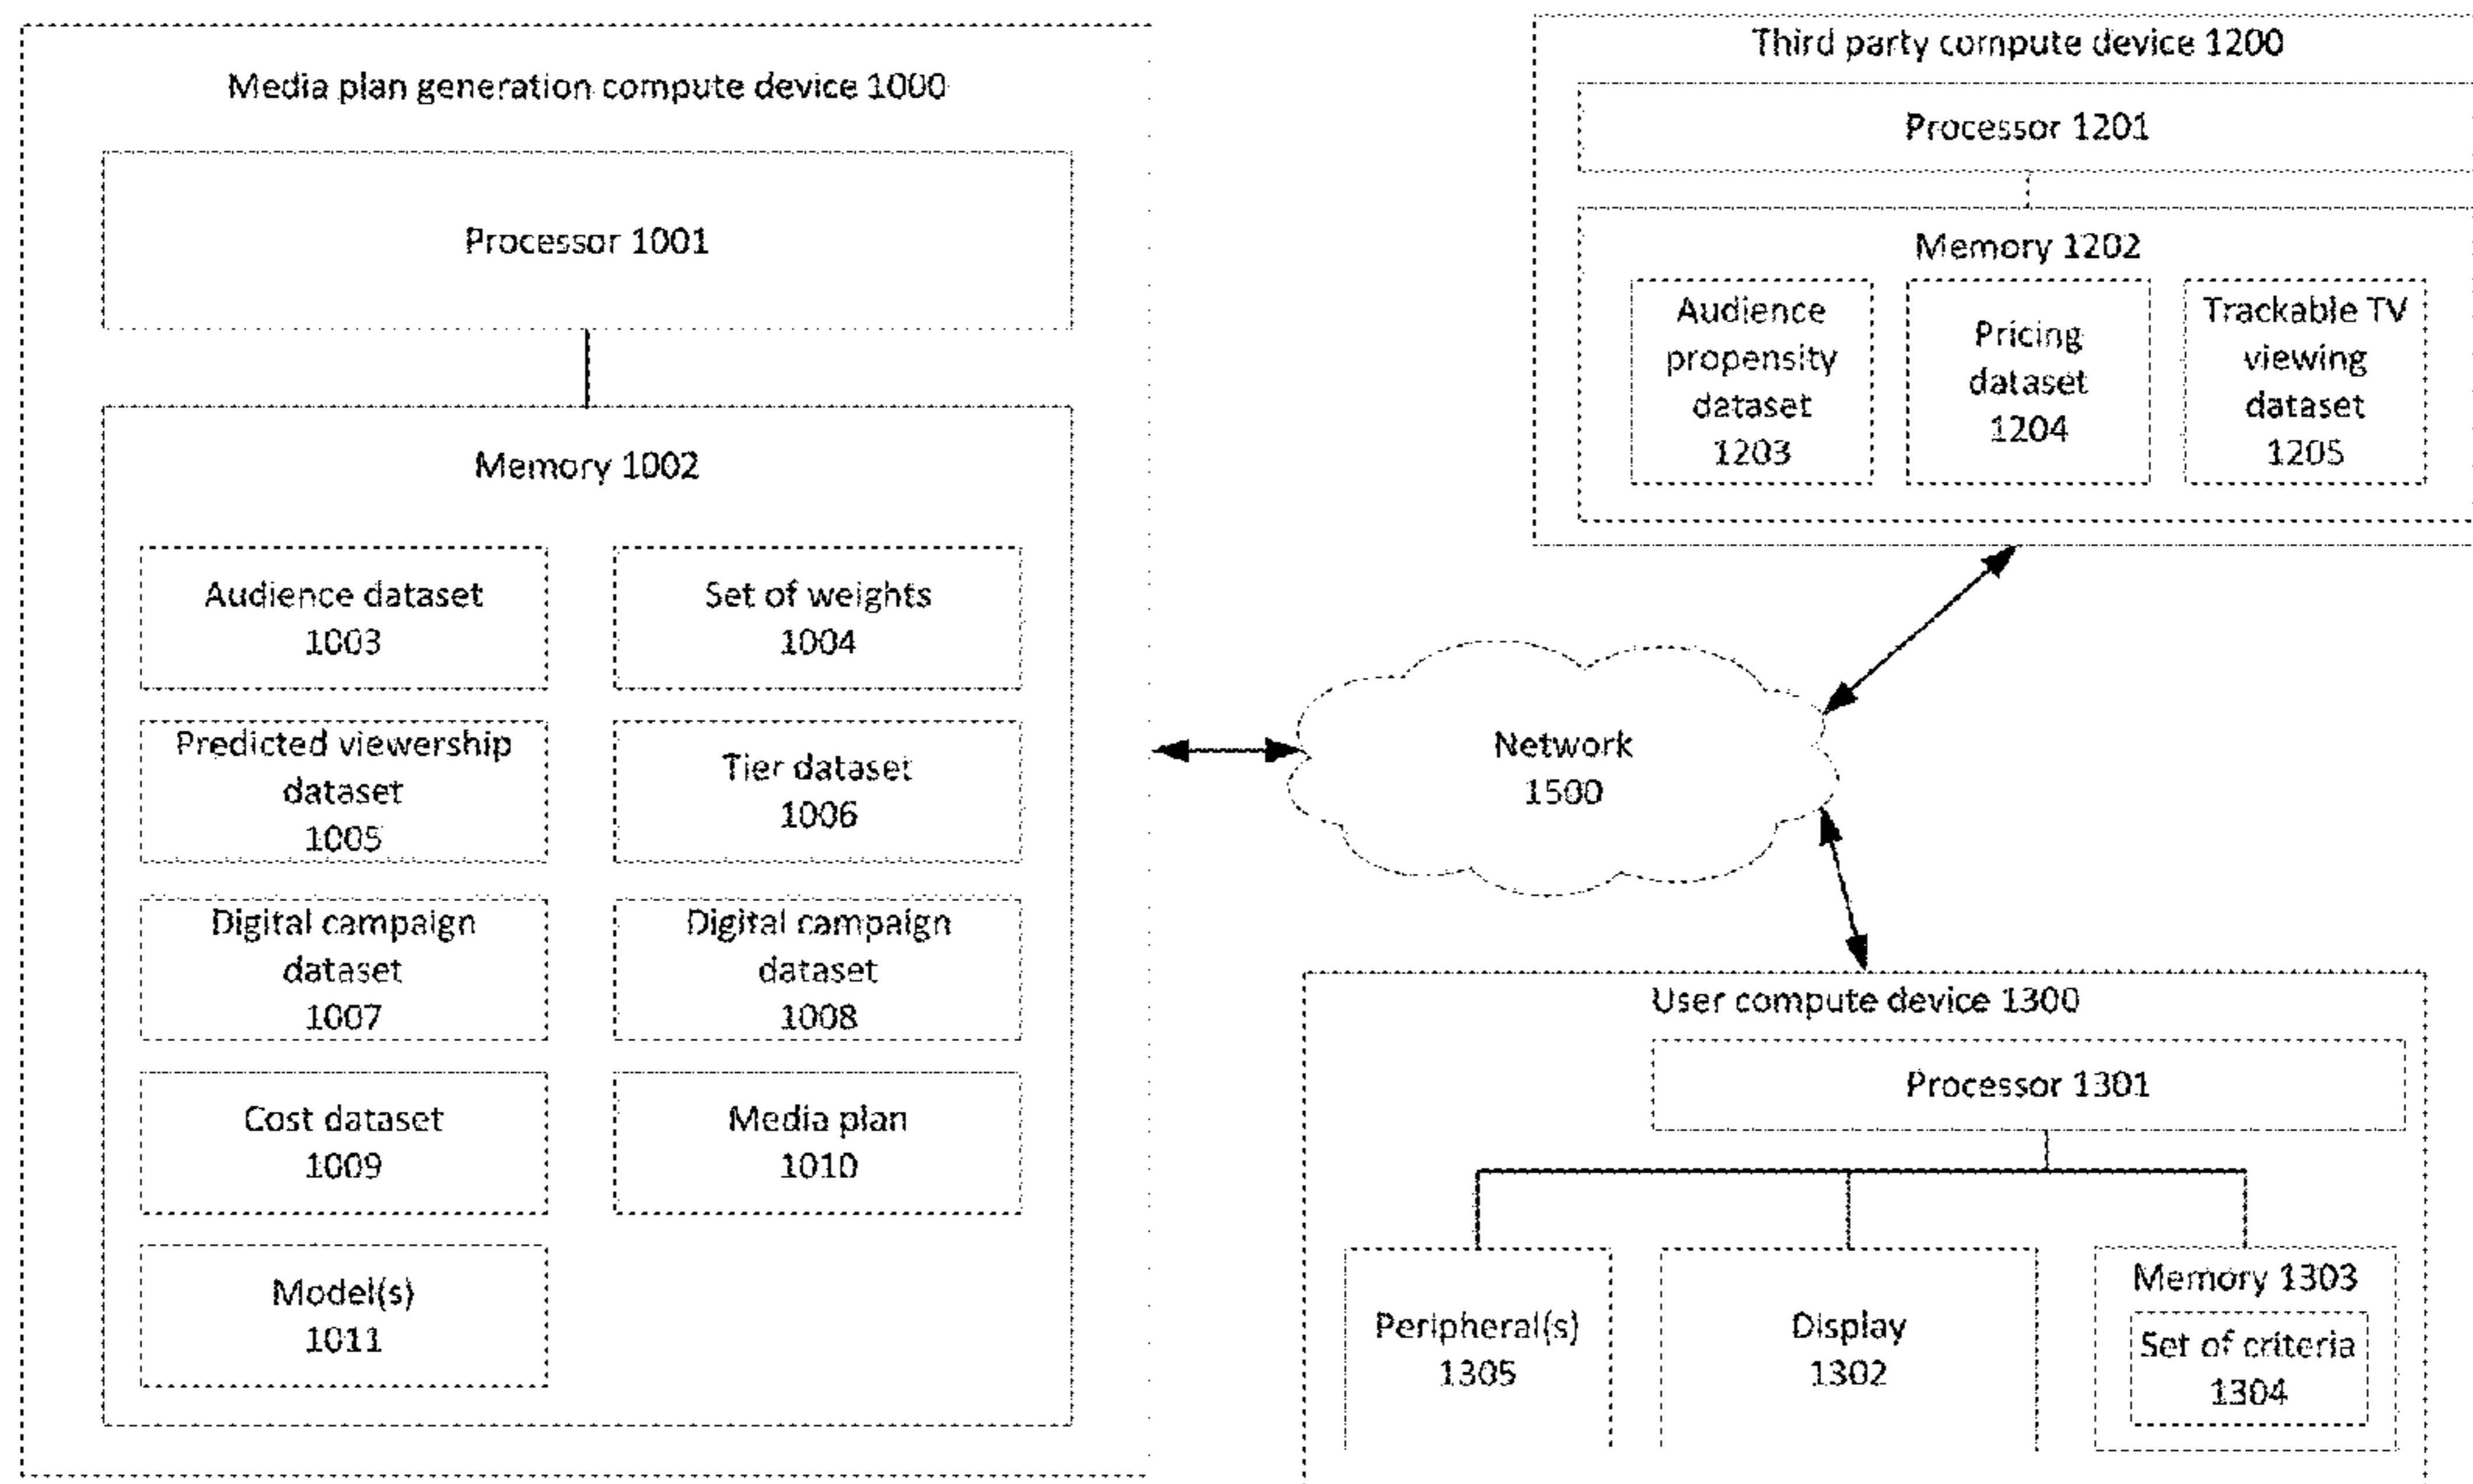 Media plan generation compute device 1000
Processor 1001
Memory 1002
Audience dataset
1003
Set of weights
1004
Predicted viewership
dataset
1005
Tier dataset
1006
Digital campaign
dataset
1007
Digital campaign
dataset
1008
Cost dataset
1009
Media plan
1010
Model(s)
1011
Third party compute device 1200
Processor 1201
Memory 1202
Audience
propensity
dataset
1203
Pricing
dataset
1204
Trackable TV
viewing
dataset
1205
Network
1500
User compute device 1300
Processor 1301
Peripheral(s)
1305
Display
1302
Memory 1303
Set of criteria
1304